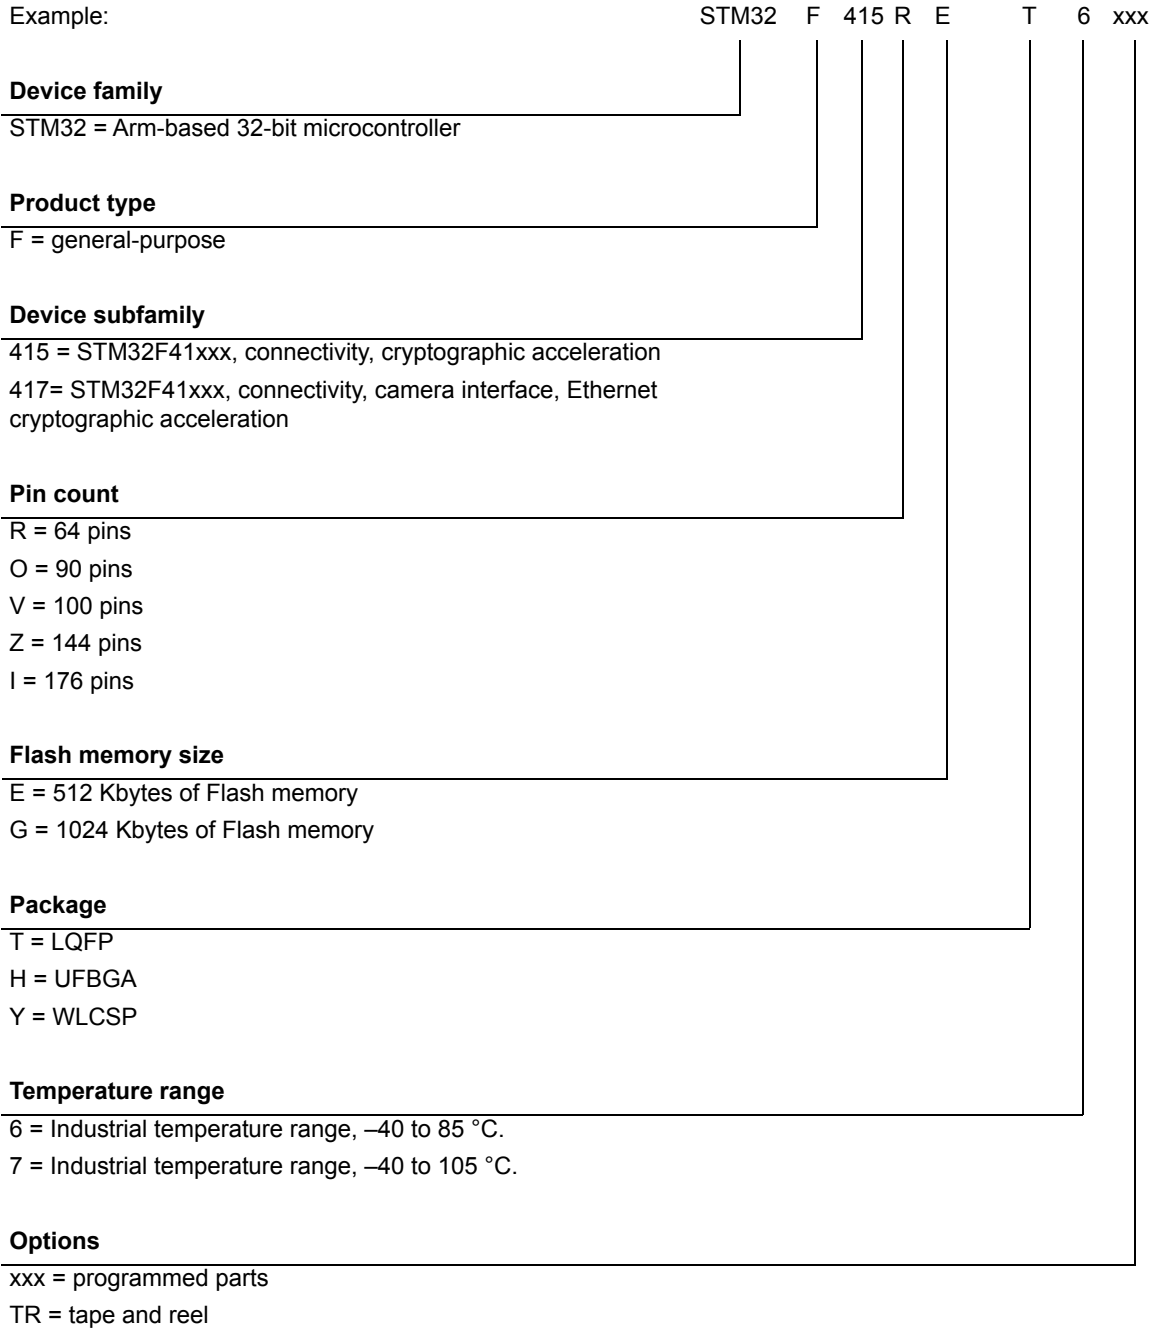 Example: STM32 F 415 R E T 6 xxx
Device family
STM32 = Arm-based 32-bit microcontroller
Product type
F = general-purpose
Device subfamily
415 = STM32F41xxx, connectivity, cryptographic acceleration
417= STM32F41xxx, connectivity, camera interface, Ethernet
cryptographic acceleration
Pin count
R = 64 pins
O = 90 pins
V = 100 pins
Z = 144 pins
I = 176 pins
Flash memory size
E = 512 Kbytes of Flash memory
G = 1024 Kbytes of Flash memory
Package
T = LQFP
H = UFBGA
Y = WLCSP
Temperature range
6 = Industrial temperature range, –40 to 85 °C.
7 = Industrial temperature range, –40 to 105 °C.
Options
xxx = programmed parts
TR = tape and reel